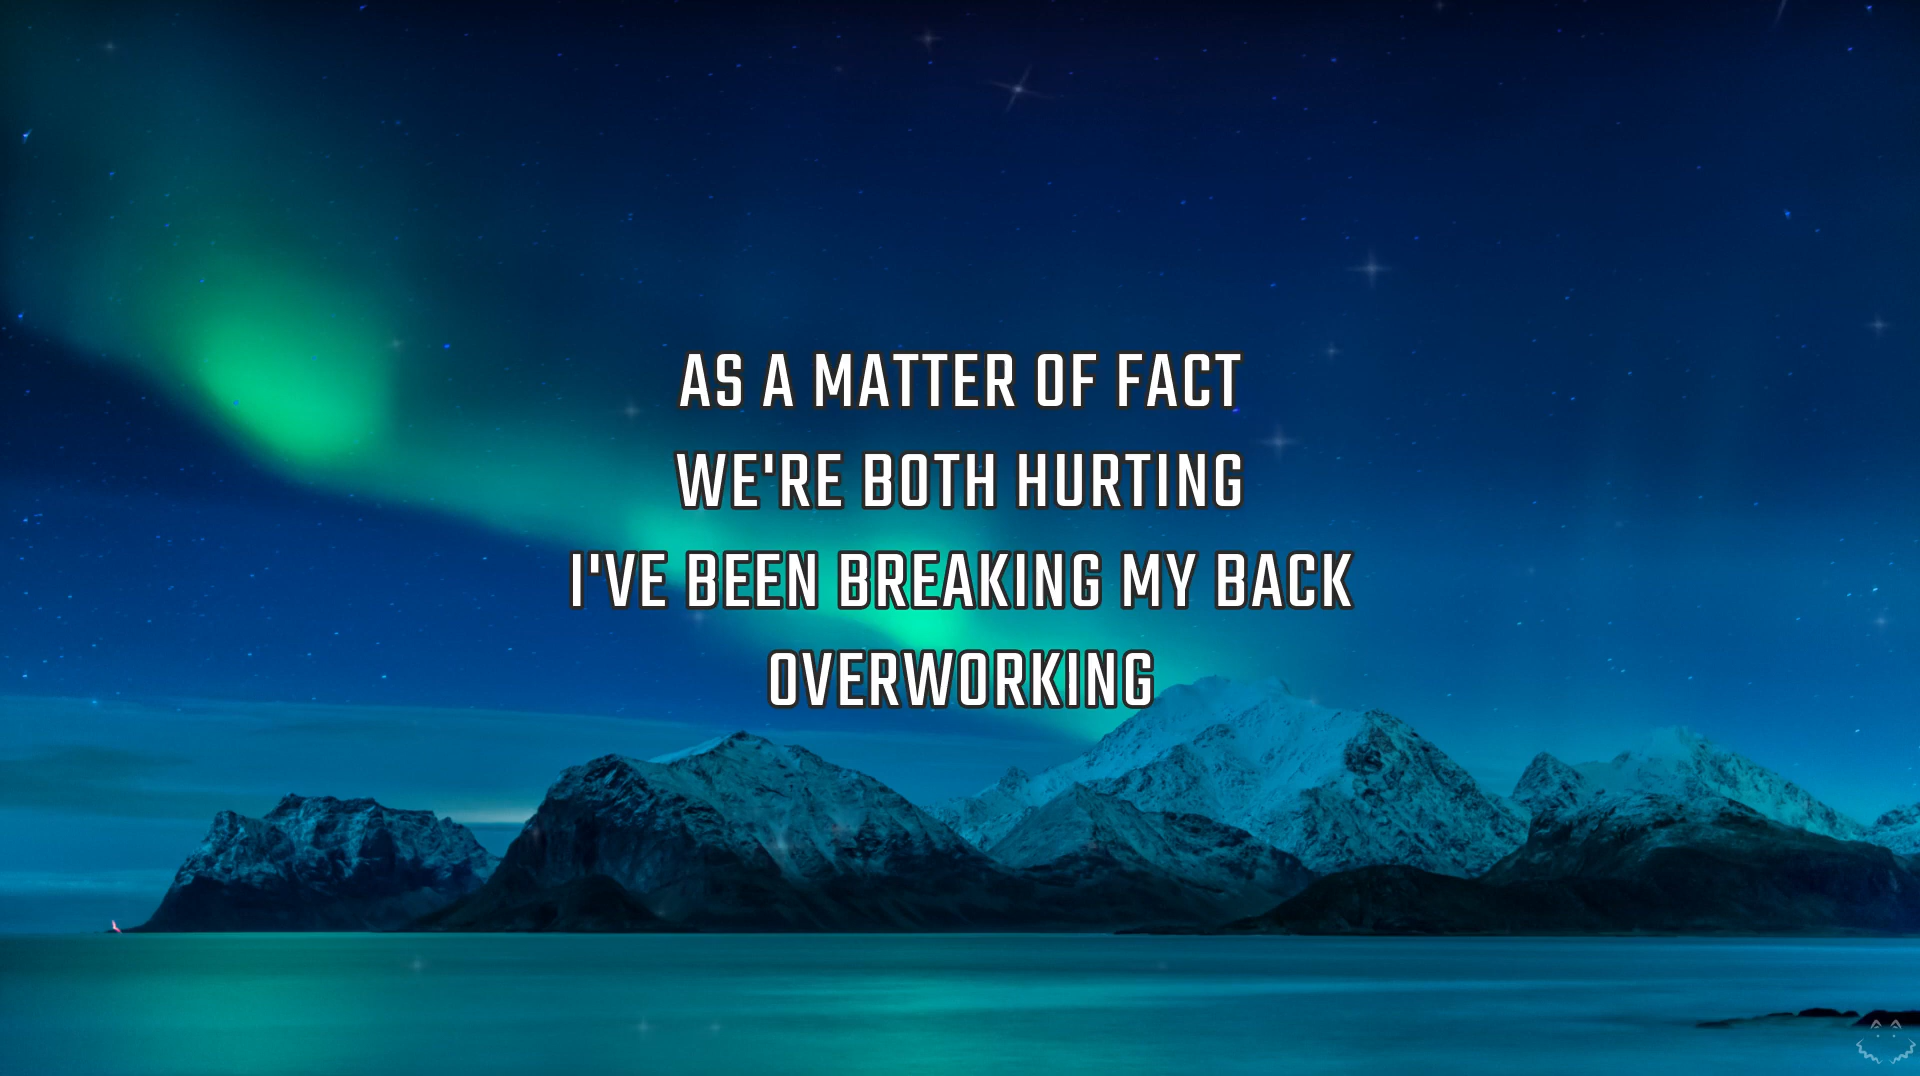 AS A MATTER OF FACT
WE'RE BOTH HURTING
I'VE BEEN BREAKING MY BACK
OVERWORKING